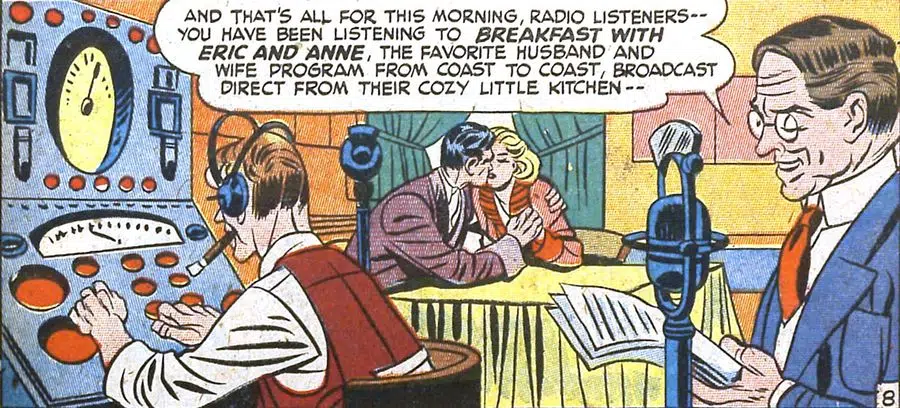 AND THAT'S ALL FOR THIS MORNING, RADIO LISTENERS--
YOU HAVE BEEN LISTENING TO BREAKFAST WITH
ERIC AND ANNE, THE FAVORITE HUSBAND AND
WIFE PROGRAM FROM COAST TO COAST, BROADCAST
DIRECT FROM THEIR COZY LITTLE KITCHEN--
8